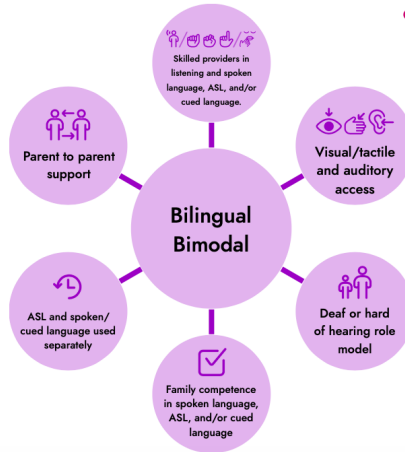 Skilled providers in
listening and spoken
language, ASL, and/or
cued language.
Parent to parent
support
Visual/tactile
and auditory
access
Bilingual
Bimodal
ASL and spoken/
cued language used
separately
Deaf or hard
of hearing role
model
Family competence
in spoken language,
ASL, and/or cued
language